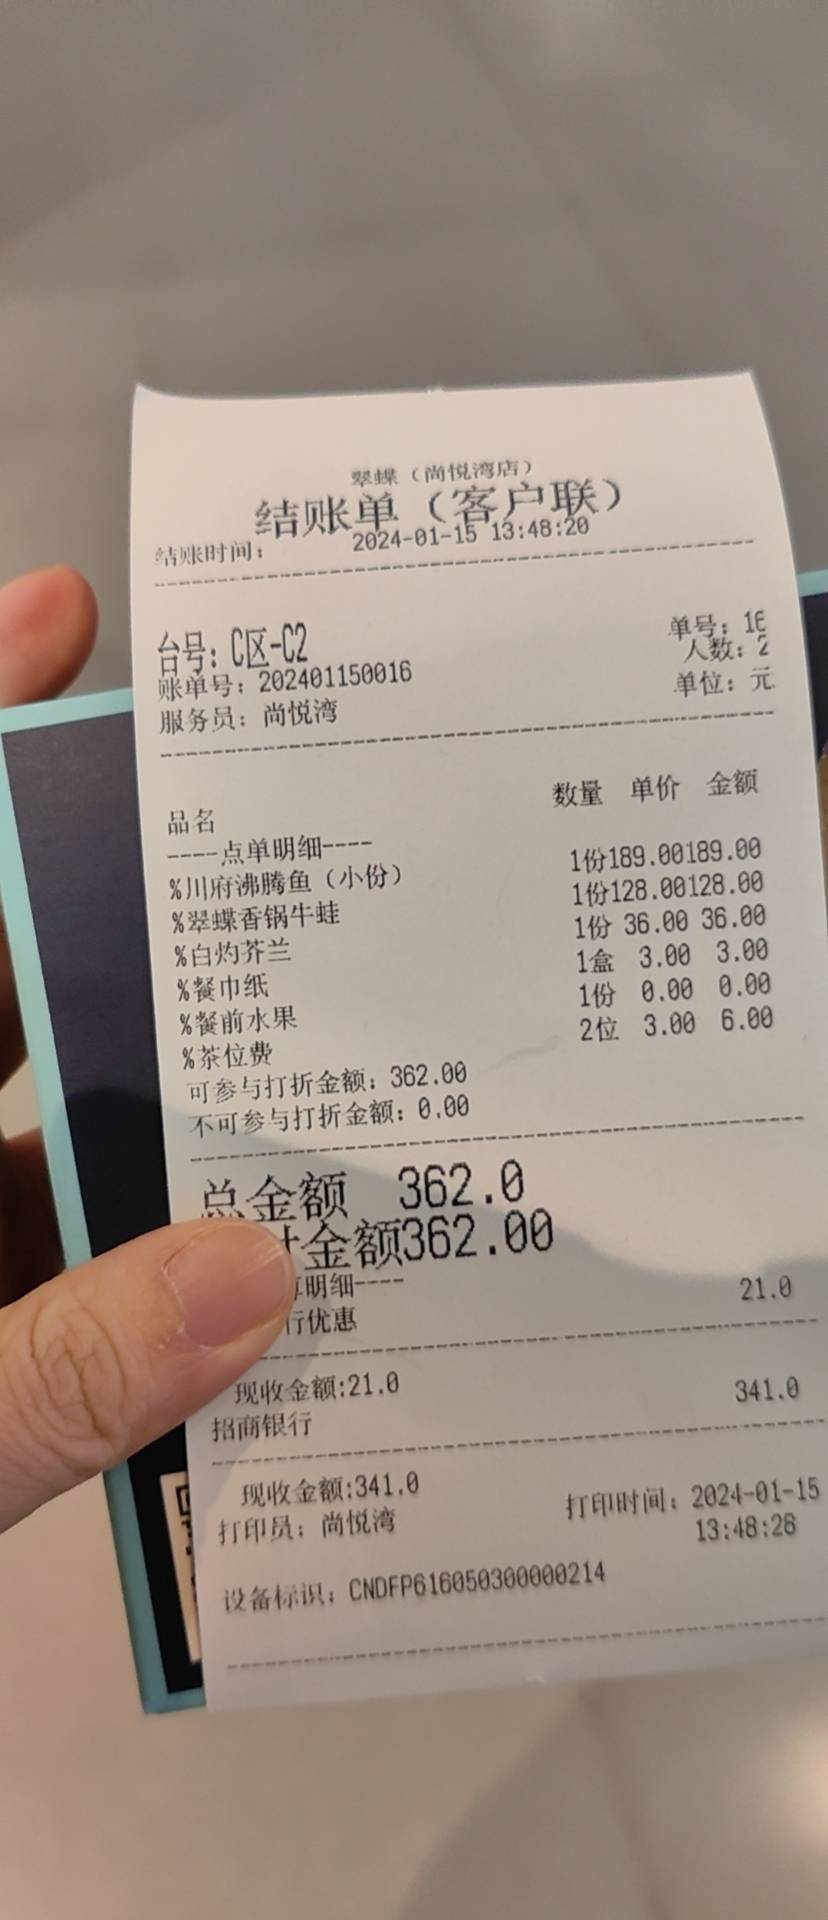 翠蝶（尚悦湾店）
结账单（客户联）
结账时间： 2024-01-15 13:48:20
台号：C区-C2
单号：16
账单号：202401150016
人数：2
服务员：尚悦湾
单位：元
品名 数量 单价 金额
----点单明细----
%川府沸腾鱼（小份） 1份189.00189.00
%翠蝶香锅牛蛙 1份128.00128.00
%白灼芥兰 1份 36.00 36.00
%餐巾纸 1盒 3.00 3.00
%餐前水果 1份 0.00 0.00
%茶位费 2位 3.00 6.00
可参与打折金额：362.00
不可参与打折金额：0.00
总金额 362.0
金额362.00
明细----
行优惠 21.0
现收金额:21.0
招商银行 341.0
现收金额:341.0
打印员：尚悦湾 打印时间：2024-01-15
13:48:28
设备标识：CNDFP616050300000214